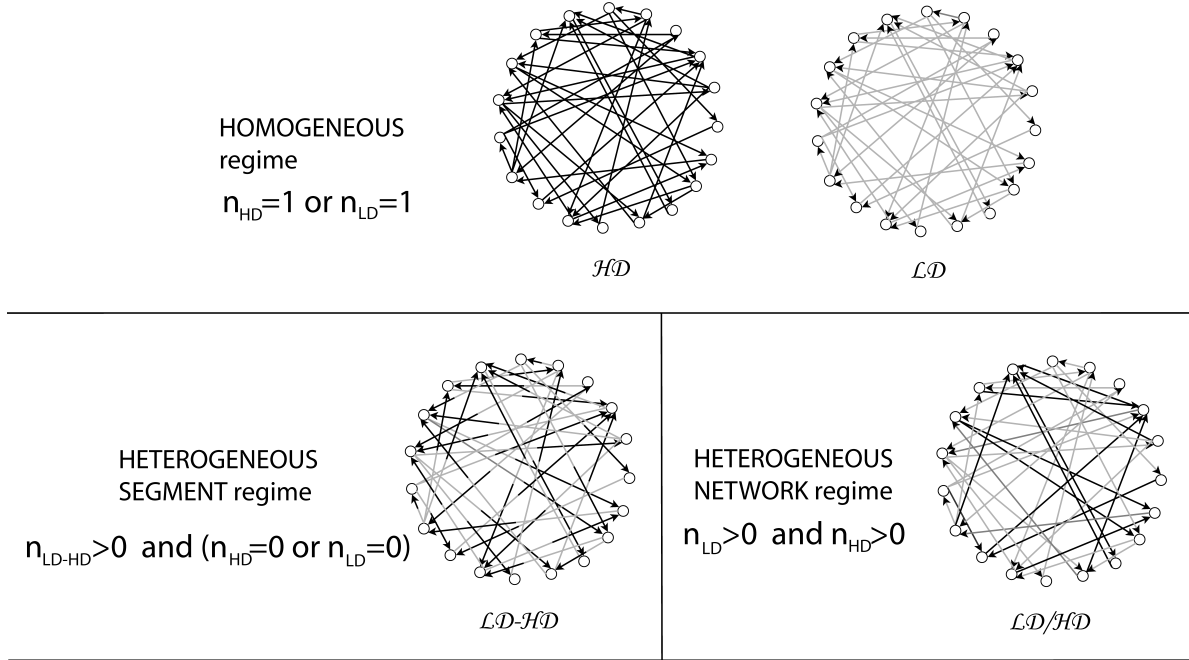 HOMOGENEOUS
regime
n_HD=1 or n_LD=1
HD
LD
HETEROGENEOUS
SEGMENT regime
n_LD-HD>0 and (n_HD=0 or n_LD=0)
LD-HD
HETEROGENEOUS
NETWORK regime
n_LD>0 and n_HD>0
LD/HD